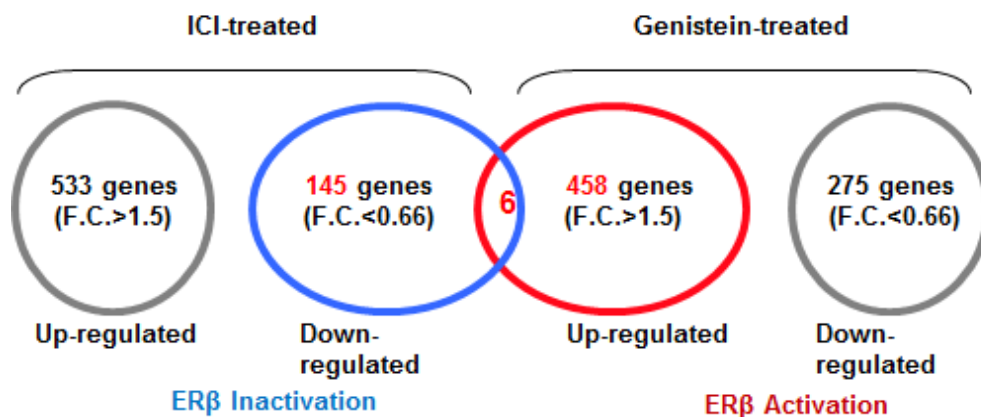 ICI-treated
Genistein-treated
533 genes
(F.C.>1.5)
145 genes
(F.C.<0.66)
6
458 genes
(F.C.>1.5)
275 genes
(F.C.<0.66)
Up-regulated
Down-
regulated
Up-regulated
Down-
regulated
ERβ Inactivation
ERβ Activation